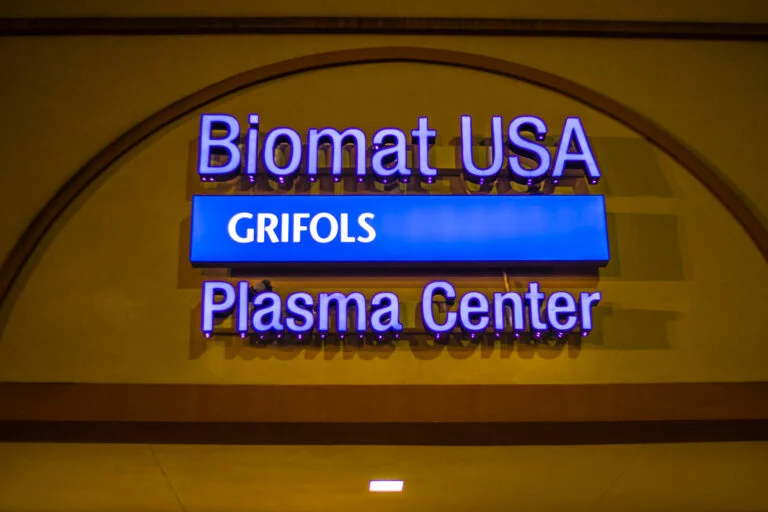 Biomat USA
GRIFOLS
Plasma Center